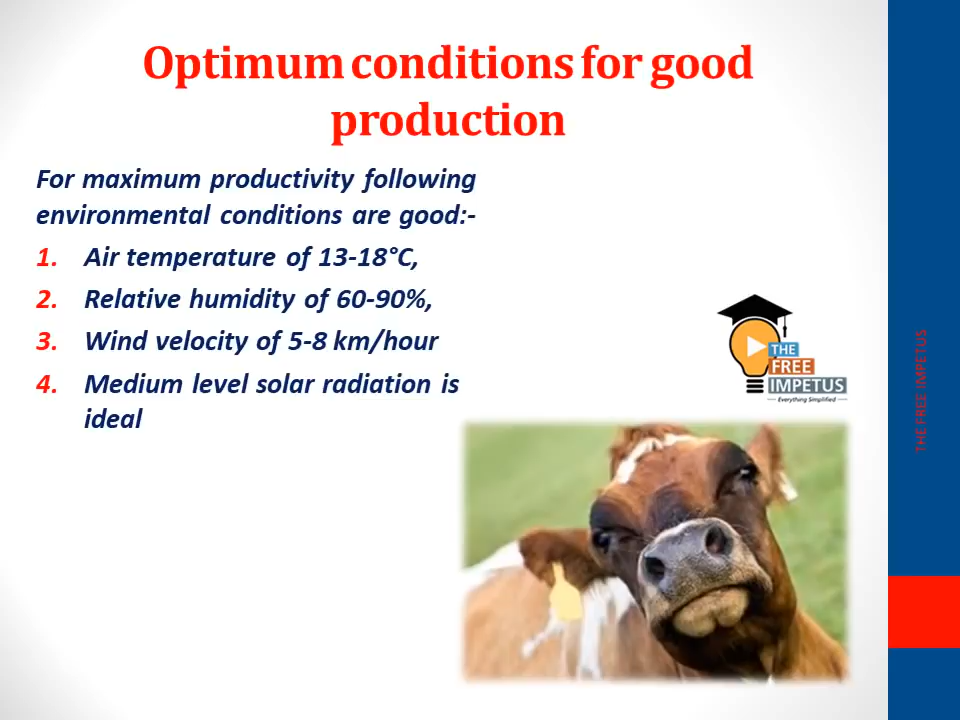 Optimum conditions for good
production
For maximum productivity following
environmental conditions are good:-
1. Air temperature of 13-18°C,
2. Relative humidity of 60-90%,
3. Wind velocity of 5-8 km/hour
4. Medium level solar radiation is
ideal
THE
FREE
IMPETUS
Everything Simplified
THE FREE IMPETUS